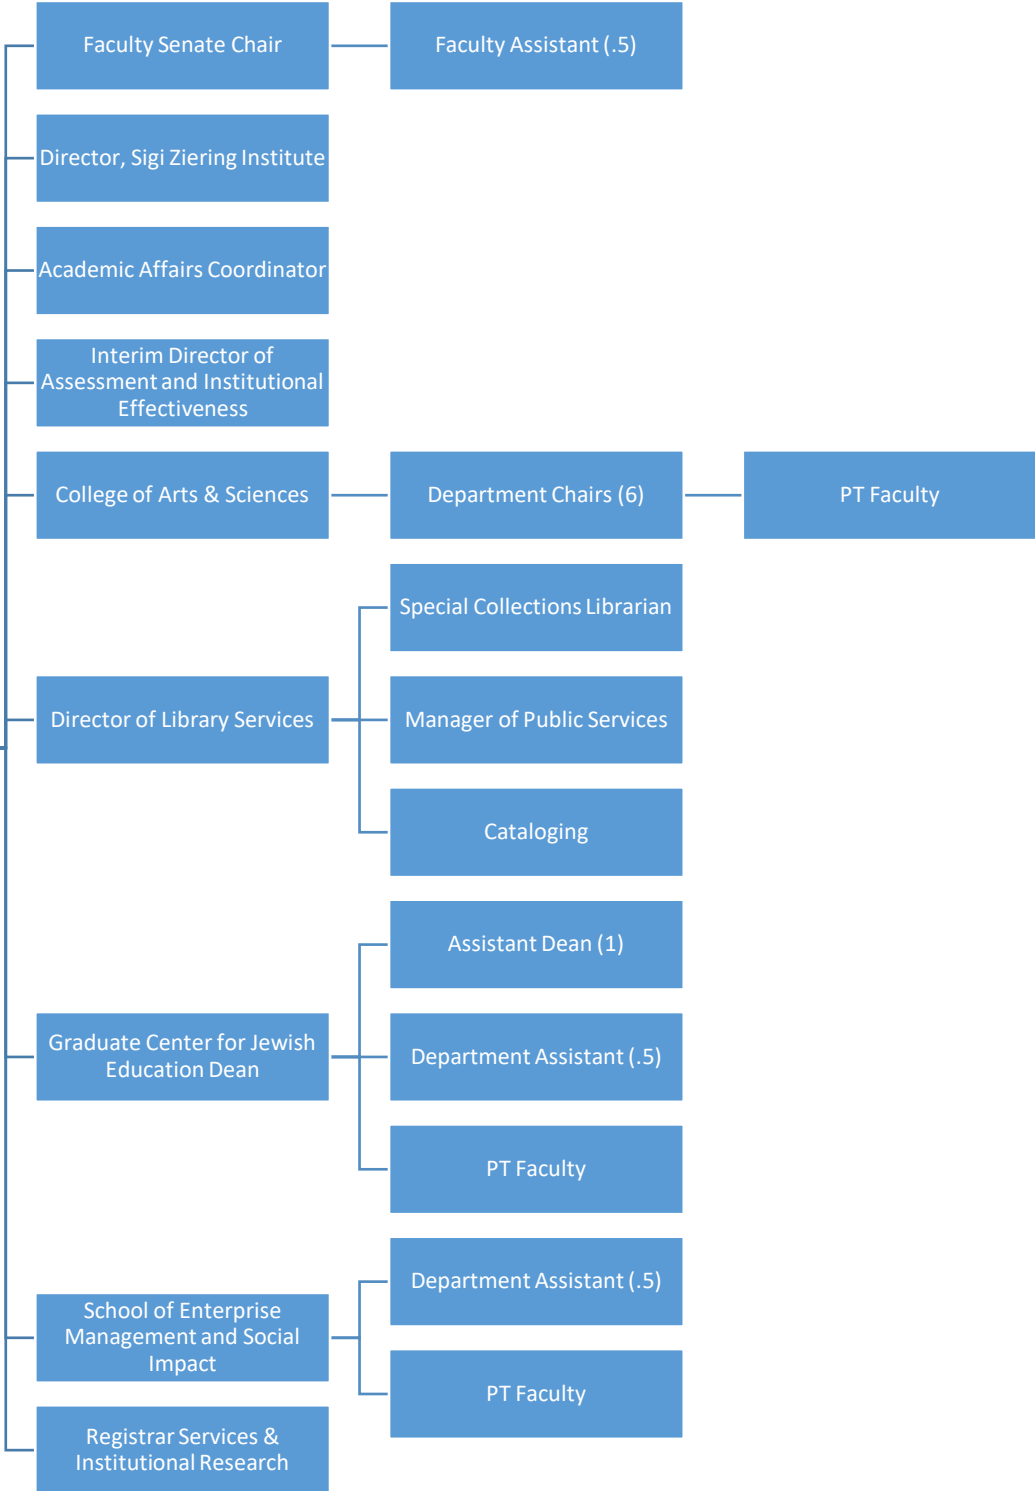 Faculty Senate Chair
Faculty Assistant (.5)
Director, Sigi Ziering Institute
Academic Affairs Coordinator
Interim Director of
Assessment and Institutional
Effectiveness
College of Arts & Sciences
Department Chairs (6)
PT Faculty
Director of Library Services
Special Collections Librarian
Manager of Public Services
Cataloging
Graduate Center for Jewish
Education Dean
Assistant Dean (1)
Department Assistant (.5)
PT Faculty
School of Enterprise
Management and Social
Impact
Department Assistant (.5)
PT Faculty
Registrar Services &
Institutional Research